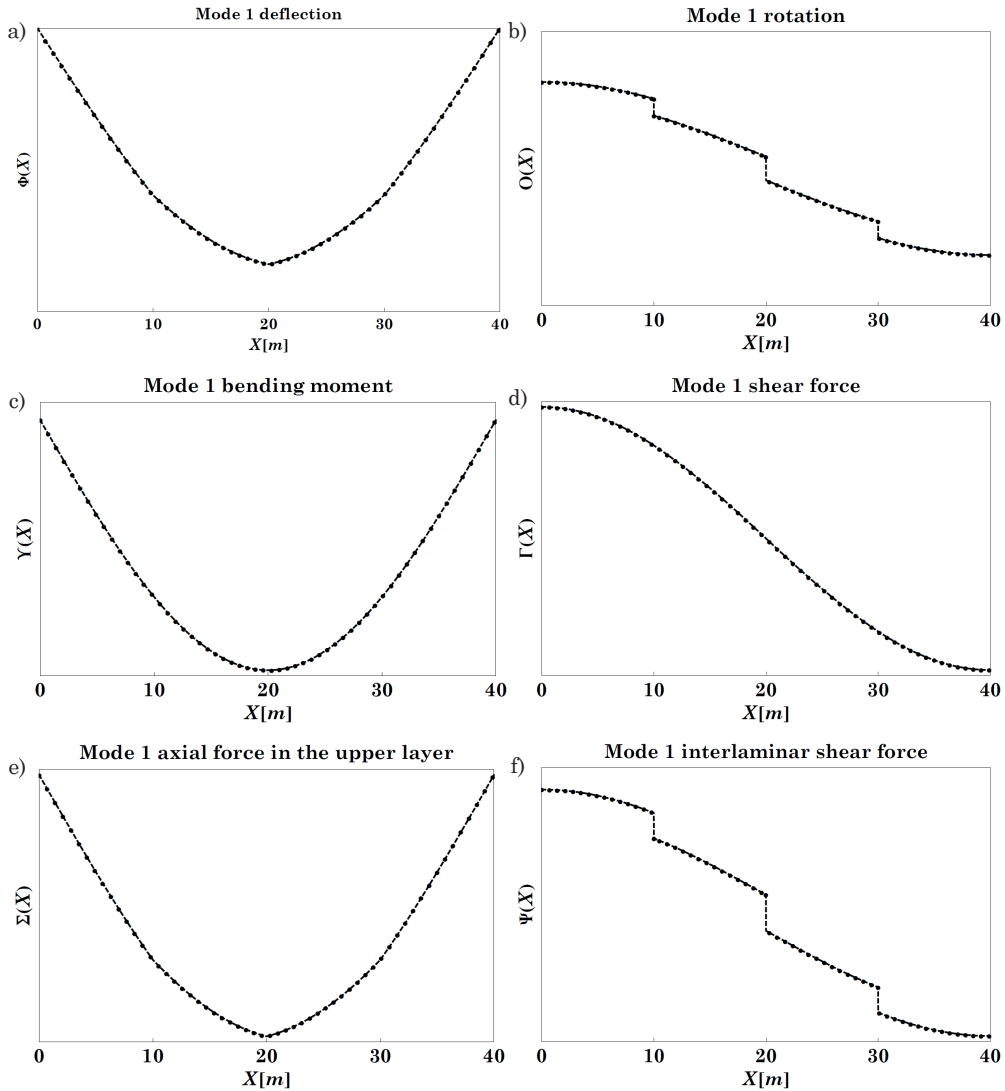 a)
Mode 1 deflection
Φ(X)
0 10 20 30 40
X[m]
b)
Mode 1 rotation
O(X)
0 10 20 30 40
X[m]
c)
Mode 1 bending moment
Υ(X)
0 10 20 30 40
X[m]
d)
Mode 1 shear force
Γ(X)
0 10 20 30 40
X[m]
e)
Mode 1 axial force in the upper layer
Σ(X)
0 10 20 30 40
X[m]
f)
Mode 1 interlaminar shear force
Ψ(X)
0 10 20 30 40
X[m]